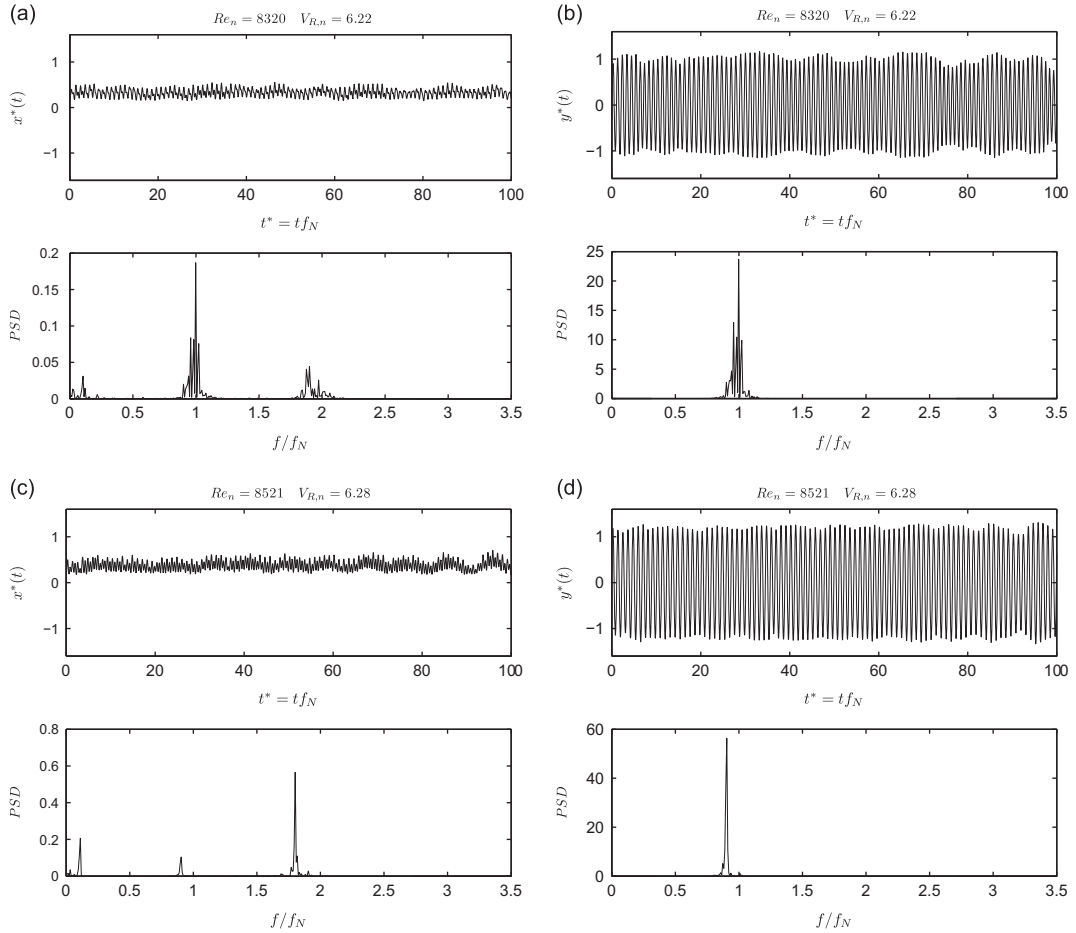 (a)
Re_n = 8320 V_{R,n} = 6.22
1
0
−1
x*(t)
0 20 40 60 80 100
t* = tf_N
0.2
0.15
0.1
0.05
0
PSD
0 0.5 1 1.5 2 2.5 3 3.5
f/f_N
(b)
Re_n = 8320 V_{R,n} = 6.22
1
0
−1
y*(t)
0 20 40 60 80 100
t* = tf_N
25
20
15
10
5
0
PSD
0 0.5 1 1.5 2 2.5 3 3.5
f/f_N
(c)
Re_n = 8521 V_{R,n} = 6.28
1
0
−1
x*(t)
0 20 40 60 80 100
t* = tf_N
0.8
0.6
0.4
0.2
0
PSD
0 0.5 1 1.5 2 2.5 3 3.5
f/f_N
(d)
Re_n = 8521 V_{R,n} = 6.28
1
0
−1
y*(t)
0 20 40 60 80 100
t* = tf_N
60
40
20
0
PSD
0 0.5 1 1.5 2 2.5 3 3.5
f/f_N